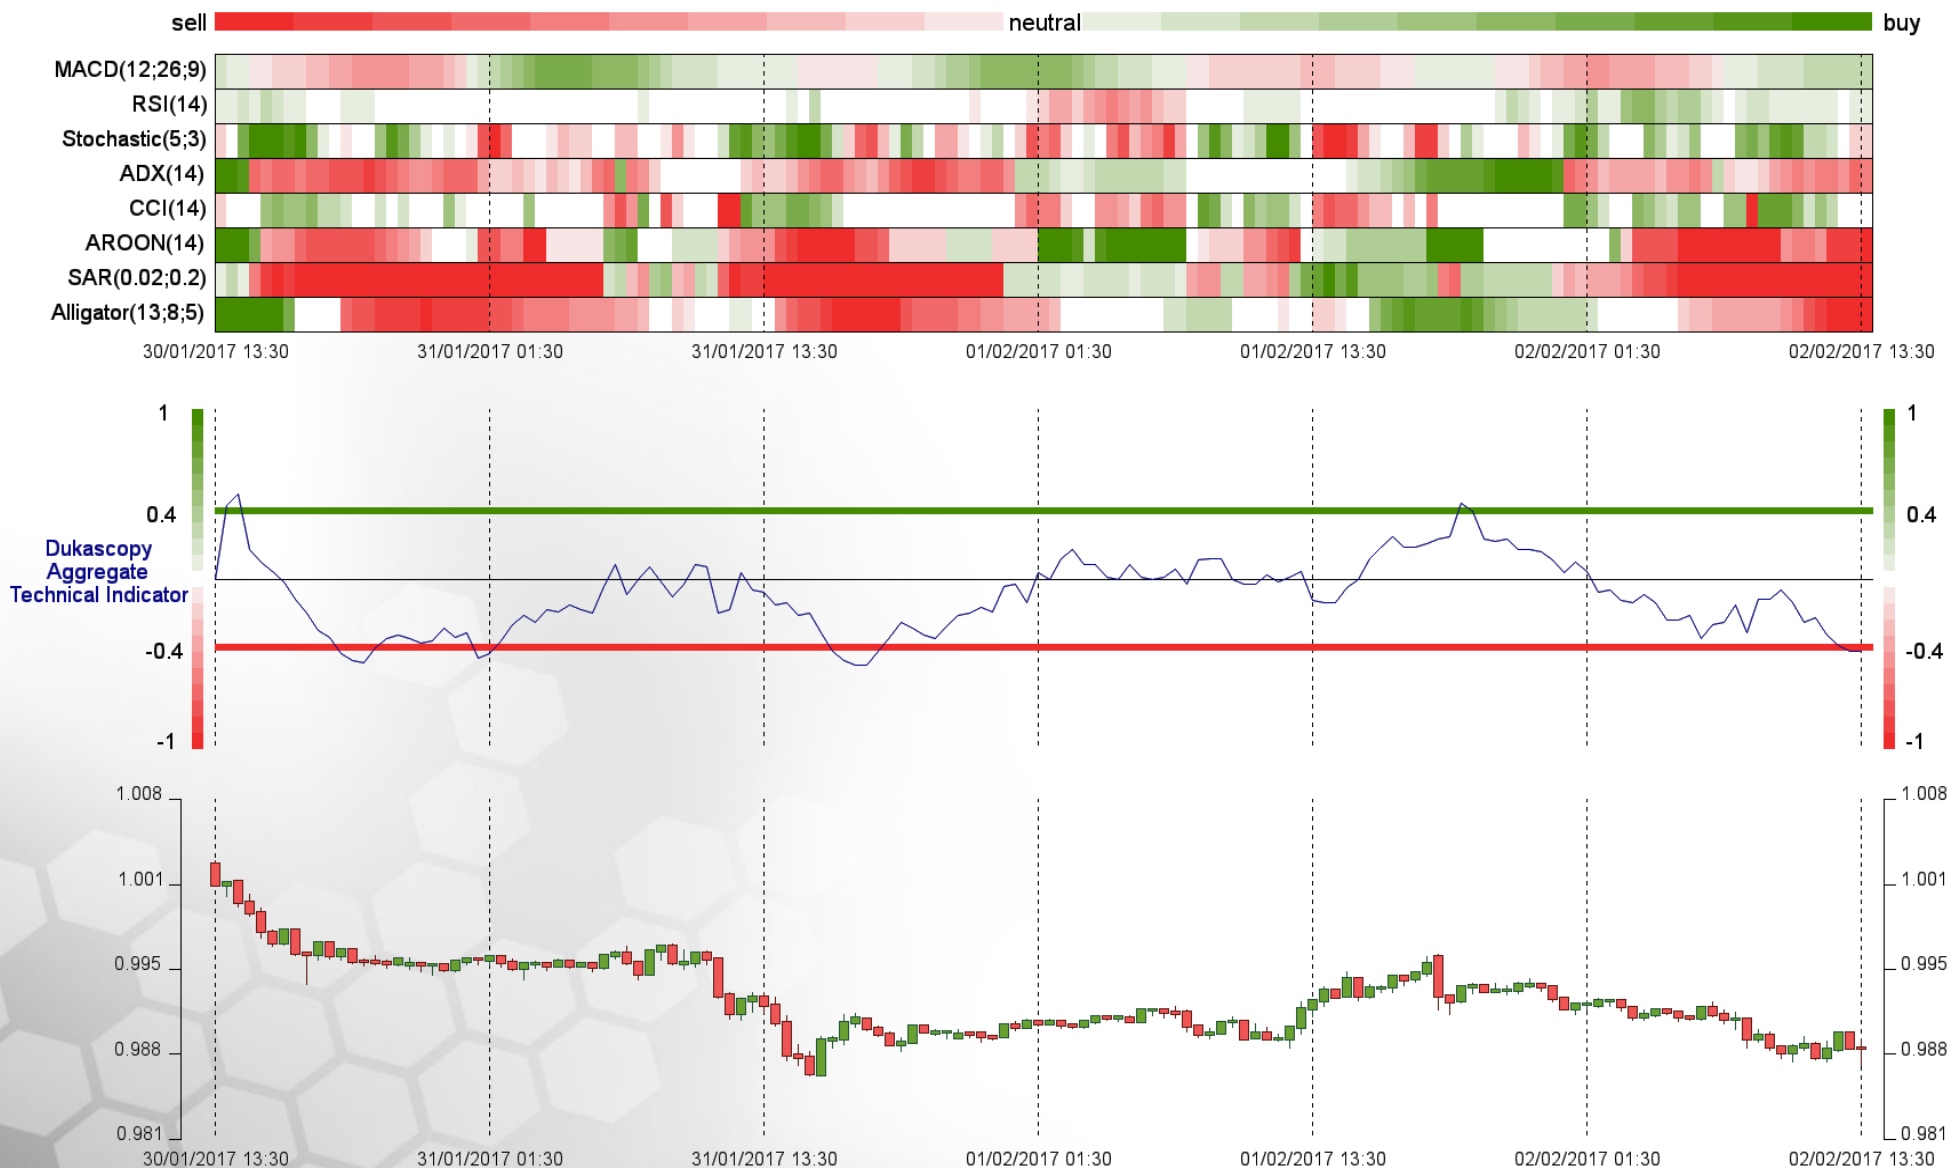 sell neutral buy
MACD(12;26;9)
RSI(14)
Stochastic(5;3)
ADX(14)
CCI(14)
AROON(14)
SAR(0.02;0.2)
Alligator(13;8;5)
30/01/2017 13:30 31/01/2017 01:30 31/01/2017 13:30 01/02/2017 01:30 01/02/2017 13:30 02/02/2017 01:30 02/02/2017 13:30
1 1
0.4 0.4
Dukascopy
Aggregate
Technical Indicator
-0.4 -0.4
-1 -1
1.008 1.008
1.001 1.001
0.995 0.995
0.988 0.988
0.981 0.981
30/01/2017 13:30 31/01/2017 01:30 31/01/2017 13:30 01/02/2017 01:30 01/02/2017 13:30 02/02/2017 01:30 02/02/2017 13:30